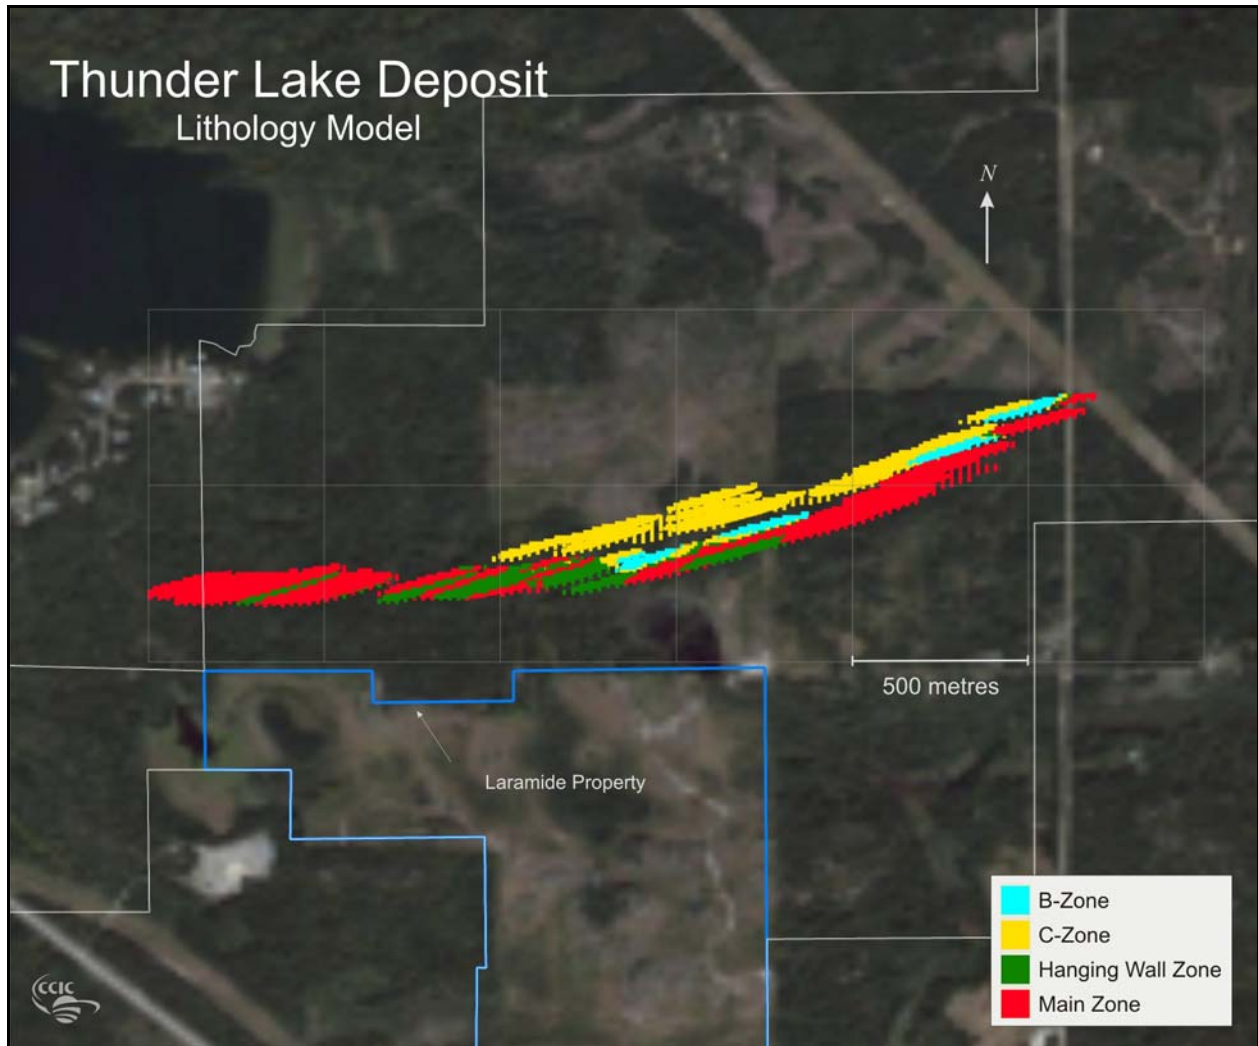 Thunder Lake Deposit
Lithology Model
N
500 metres
Laramide Property
B-Zone
C-Zone
Hanging Wall Zone
Main Zone
CCIC